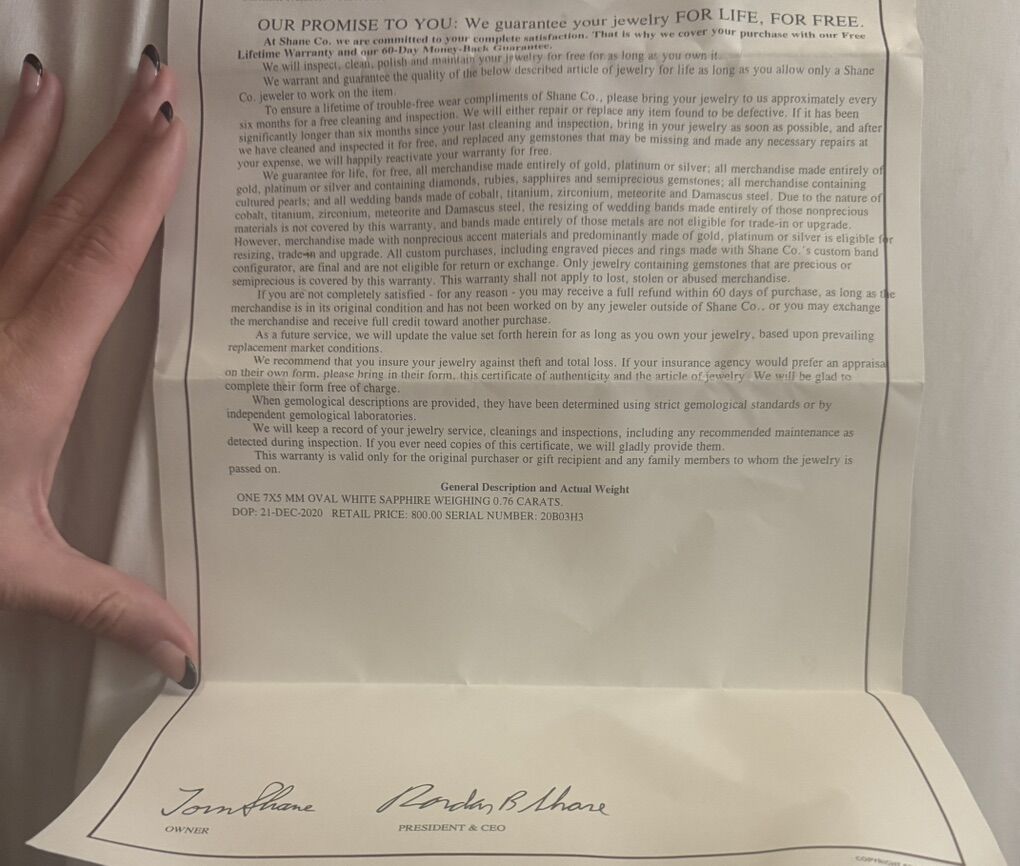 OUR PROMISE TO YOU: We guarantee your jewelry FOR LIFE, FOR FREE.
At Shane Co. we are committed to your complete satisfaction. That is why we cover your purchase with our Free
Lifetime Warranty and our 60-Day Money-Back Guarantee.
We will inspect, clean, polish and maintain your jewelry for free for as long as you own it.
We warrant and guarantee the quality of the below described article of jewelry for life as long as you allow only a Shane
Co. jeweler to work on the item.
To ensure a lifetime of trouble-free wear compliments of Shane Co., please bring your jewelry to us approximately every
six months for a free cleaning and inspection. We will either repair or replace any item found to be defective. If it has been
significantly longer than six months since your last cleaning and inspection, bring in your jewelry as soon as possible, and after
we have cleaned and inspected it for free, and replaced any gemstones that may be missing and made any necessary repairs at
your expense, we will happily reactivate your warranty for free.
We guarantee for life, for free, all merchandise made entirely of gold, platinum or silver; all merchandise made entirely of
gold, platinum or silver and containing diamonds, rubies, sapphires and semiprecious gemstones; all merchandise containing
cultured pearls; and all wedding bands made of cobalt, titanium, zirconium, meteorite and Damascus steel. Due to the nature of
cobalt, titanium, zirconium, meteorite and Damascus steel, the resizing of wedding bands made entirely of those nonprecious
materials is not covered by this warranty, and bands made entirely of those metals are not eligible for trade-in or upgrade.
However, merchandise made with nonprecious accent materials and predominantly made of gold, platinum or silver is eligible for
resizing, trade-in and upgrade. All custom purchases, including engraved pieces and rings made with Shane Co.'s custom band
configurator, are final and are not eligible for return or exchange. Only jewelry containing gemstones that are precious or
semiprecious is covered by this warranty. This warranty shall not apply to lost, stolen or abused merchandise.
If you are not completely satisfied - for any reason - you may receive a full refund within 60 days of purchase, as long as the
merchandise is in its original condition and has not been worked on by any jeweler outside of Shane Co., or you may exchange
the merchandise and receive full credit toward another purchase.
As a future service, we will update the value set forth herein for as long as you own your jewelry, based upon prevailing
replacement market conditions.
We recommend that you insure your jewelry against theft and total loss. If your insurance agency would prefer an appraisal
on their own form, please bring in their form, this certificate of authenticity and the article of jewelry. We will be glad to
complete their form free of charge.
When gemological descriptions are provided, they have been determined using strict gemological standards or by
independent gemological laboratories.
We will keep a record of your jewelry service, cleanings and inspections, including any recommended maintenance as
detected during inspection. If you ever need copies of this certificate, we will gladly provide them.
This warranty is valid only for the original purchaser or gift recipient and any family members to whom the jewelry is
passed on.
General Description and Actual Weight
ONE 7X5 MM OVAL WHITE SAPPHIRE WEIGHING 0.76 CARATS.
DOP: 21-DEC-2020 RETAIL PRICE: 800.00 SERIAL NUMBER: 20B03H3
Tom Shane
OWNER
B Shane
PRESIDENT & CEO